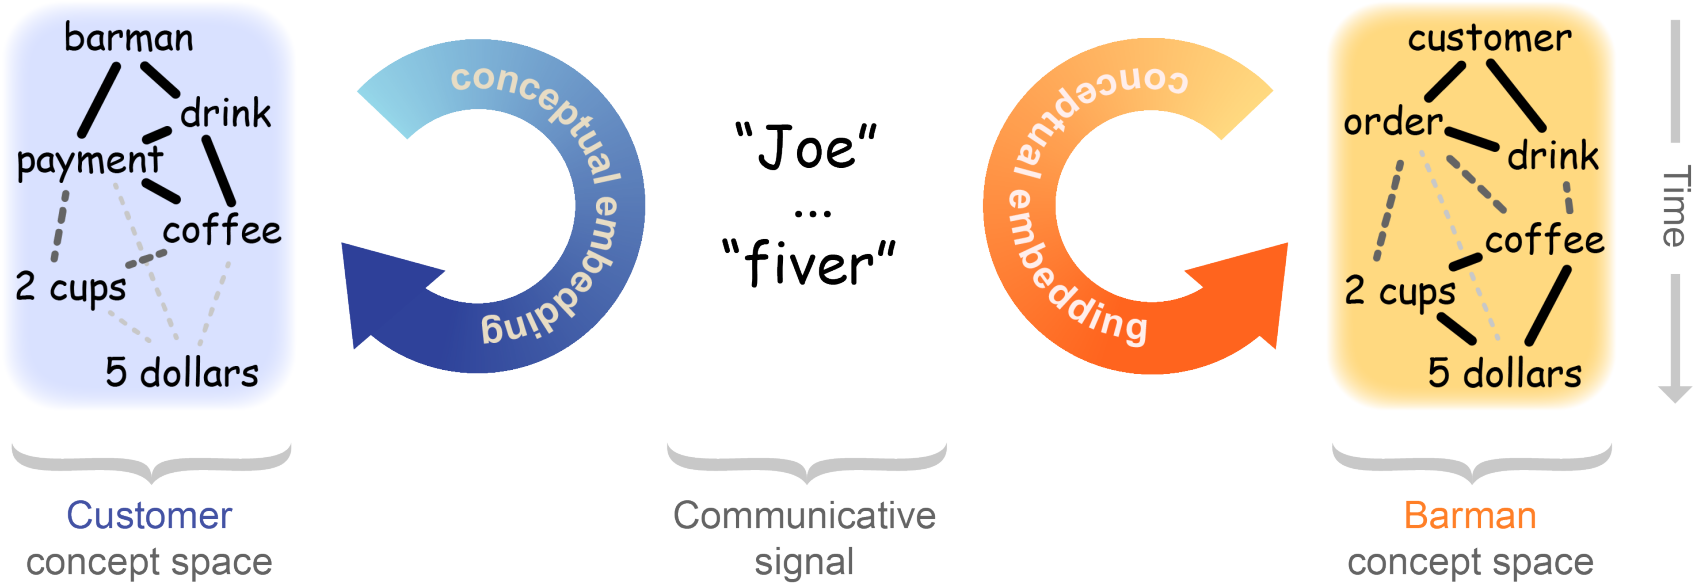 barman
drink
payment
coffee
2 cups
5 dollars
Customer
concept space
conceptual embedding
“Joe”
...
“fiver”
Communicative
signal
conceptual embedding
customer
order
drink
coffee
2 cups
5 dollars
Barman
concept space
Time